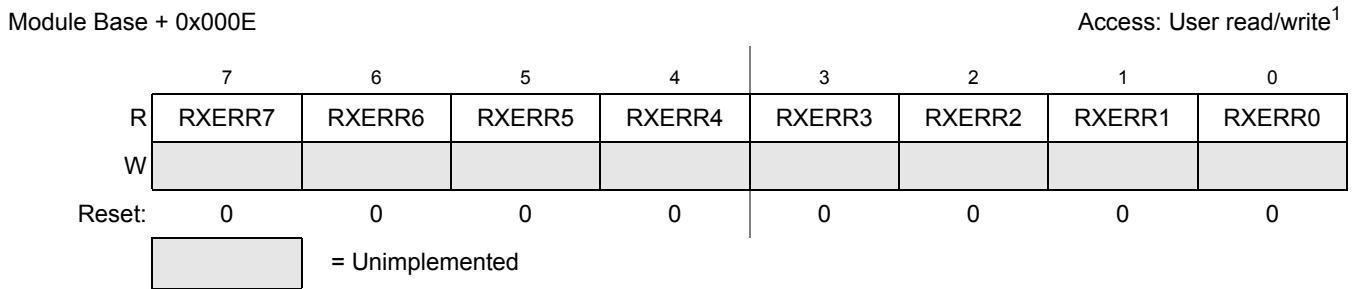 Module Base + 0x000E Access: User read/write1
7 6 5 4 3 2 1 0
R RXERR7 RXERR6 RXERR5 RXERR4 RXERR3 RXERR2 RXERR1 RXERR0
W
Reset: 0 0 0 0 0 0 0 0
= Unimplemented